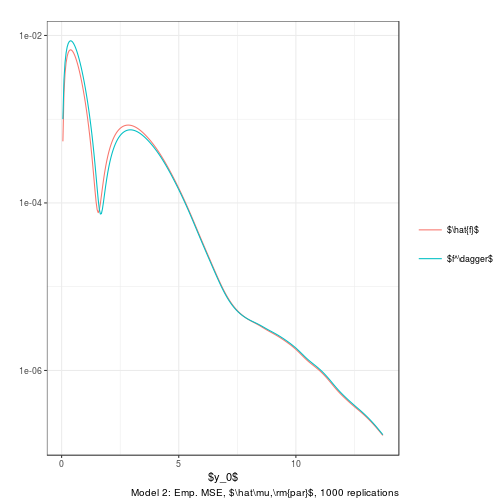 1e-02
1e-04
1e-06
0 5 10
$y_0$
$\hat{f}$
$f^\dagger$
Model 2: Emp. MSE, $\hat\mu,\rm{par}$, 1000 replications